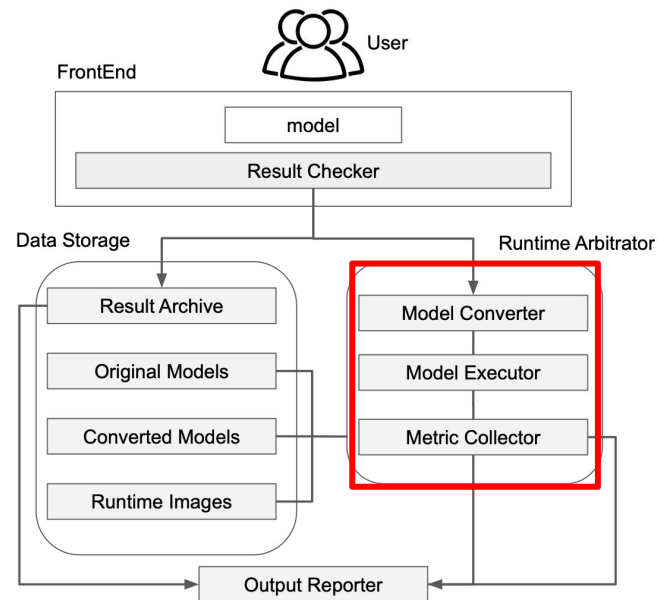 User
FrontEnd
model
Result Checker
Data Storage
Runtime Arbitrator
Result Archive
Model Converter
Original Models
Model Executor
Converted Models
Metric Collector
Runtime Images
Output Reporter